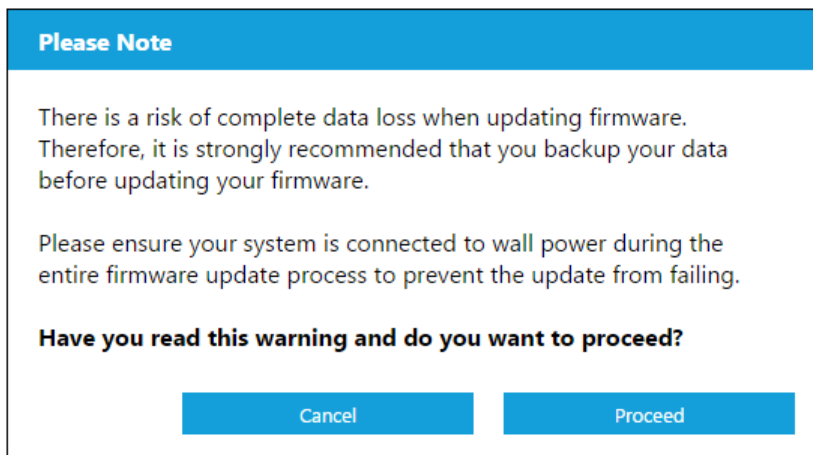 Please Note
There is a risk of complete data loss when updating firmware.
Therefore, it is strongly recommended that you backup your data
before updating your firmware.
Please ensure your system is connected to wall power during the
entire firmware update process to prevent the update from failing.
Have you read this warning and do you want to proceed?
Cancel
Proceed